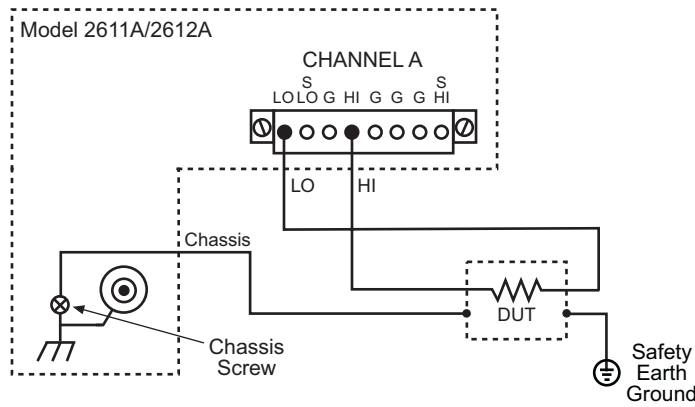 Model 2611A/2612A
CHANNEL A
S S
LO LO G HI G G G HI
LO HI
Chassis
DUT
Chassis
Screw
Safety
Earth
Ground